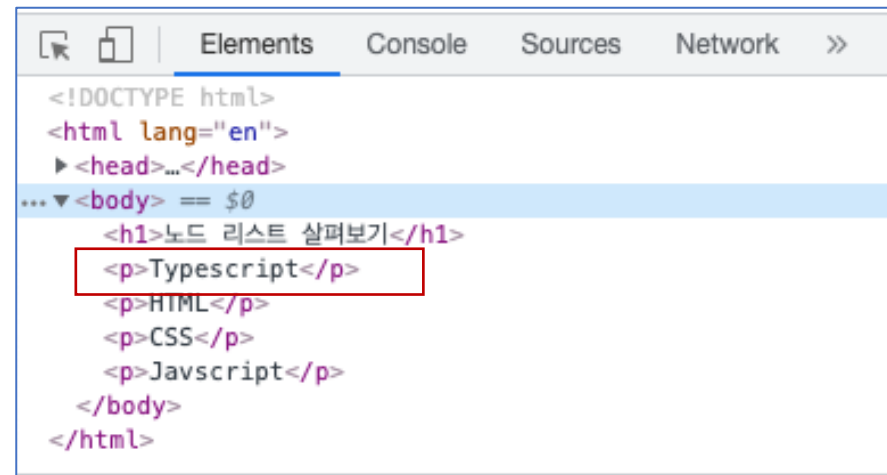 Elements Console Sources Network »
<!DOCTYPE html>
<html lang="en">
▶<head>…</head>
…▼<body> == $0
<h1>노드 리스트 살펴보기</h1>
<p>Typescript</p>
<p>HTML</p>
<p>CSS</p>
<p>Javscript</p>
</body>
</html>